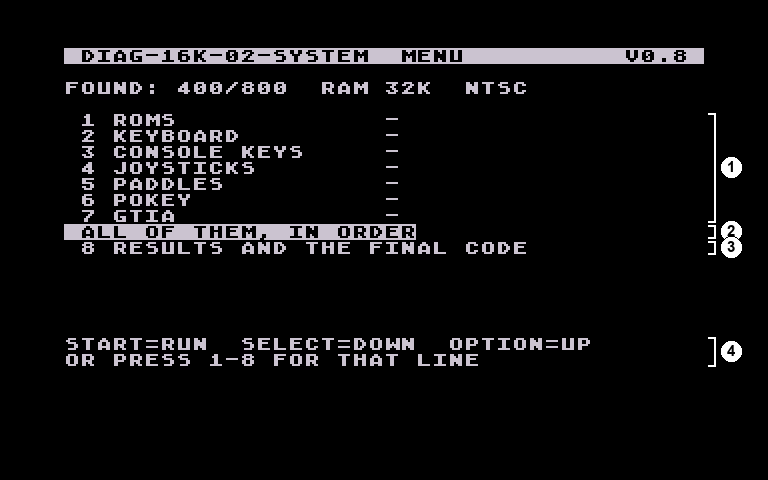 DIAG-16K-02-SYSTEM MENU V0.8
FOUND: 400/800 RAM 32K NTSC
1 ROMS -
2 KEYBOARD -
3 CONSOLE KEYS -
4 JOYSTICKS -
5 PADDLES -
6 POKEY -
7 GTIA -
1
ALL OF THEM, IN ORDER
2
8 RESULTS AND THE FINAL CODE
3
START=RUN SELECT=DOWN OPTION=UP
OR PRESS 1-8 FOR THAT LINE
4